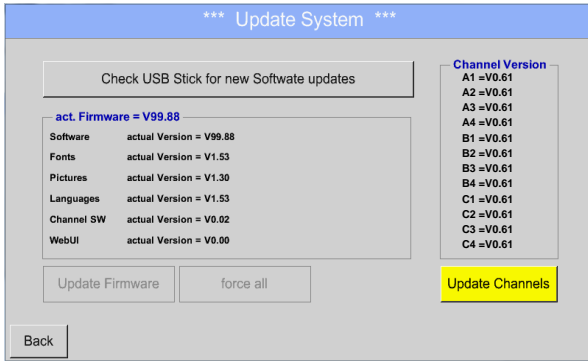 *** Update System ***
Check USB Stick for new Softwate updates
act. Firmware = V99.88
Software actual Version = V99.88
Fonts actual Version = V1.53
Pictures actual Version = V1.30
Languages actual Version = V1.53
Channel SW actual Version = V0.02
WebUI actual Version = V0.00
Channel Version
A1 =V0.61
A2 =V0.61
A3 =V0.61
A4 =V0.61
B1 =V0.61
B2 =V0.61
B3 =V0.61
B4 =V0.61
C1 =V0.61
C2 =V0.61
C3 =V0.61
C4 =V0.61
Update Firmware
force all
Update Channels
Back